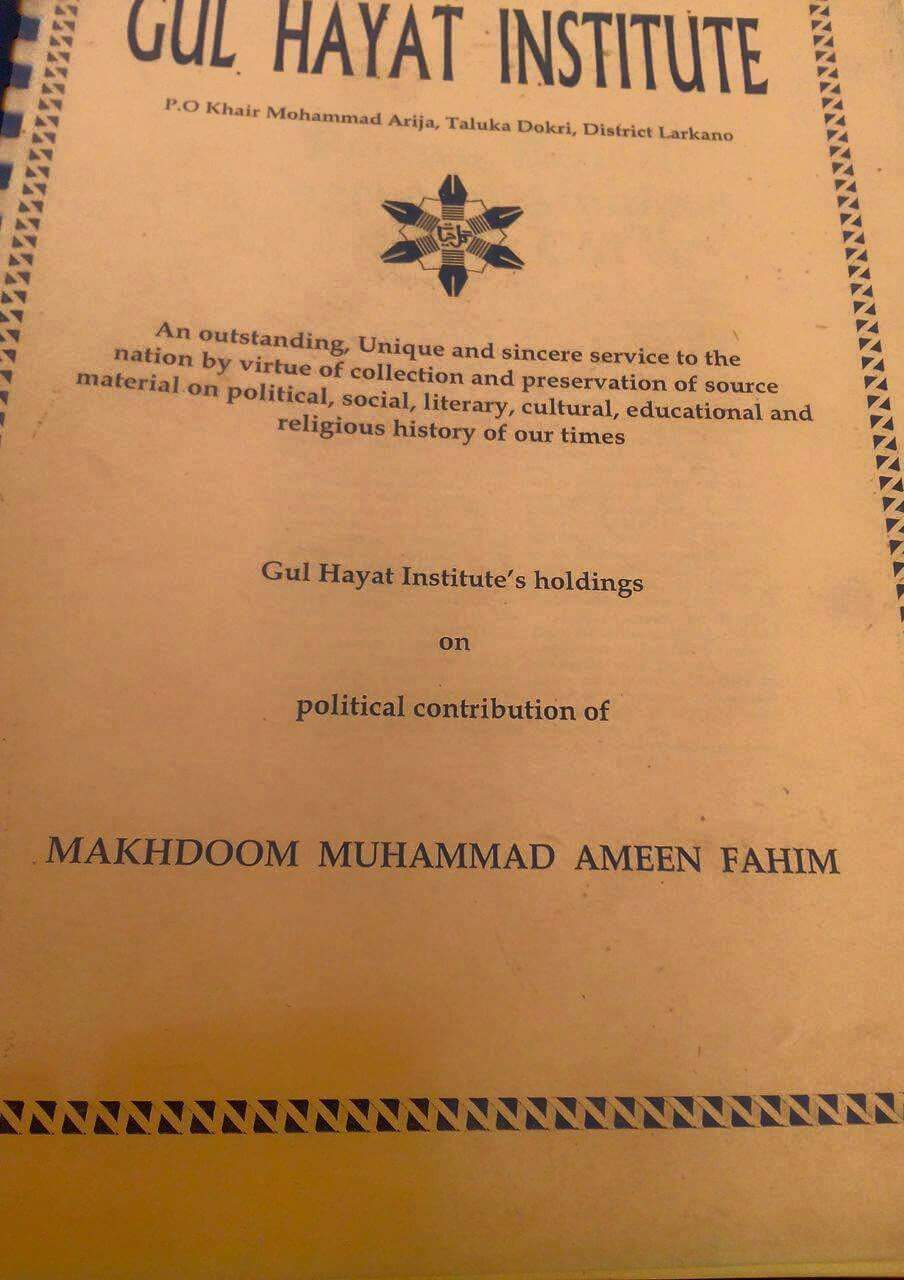 GUL HAYAT INSTITUTE
P.O Khair Mohammad Arija, Taluka Dokri, District Larkano
گل حيات
An outstanding, Unique and sincere service to the
nation by virtue of collection and preservation of source
material on political, social, literary, cultural, educational and
religious history of our times
Gul Hayat Institute's holdings
on
political contribution of
MAKHDOOM MUHAMMAD AMEEN FAHIM